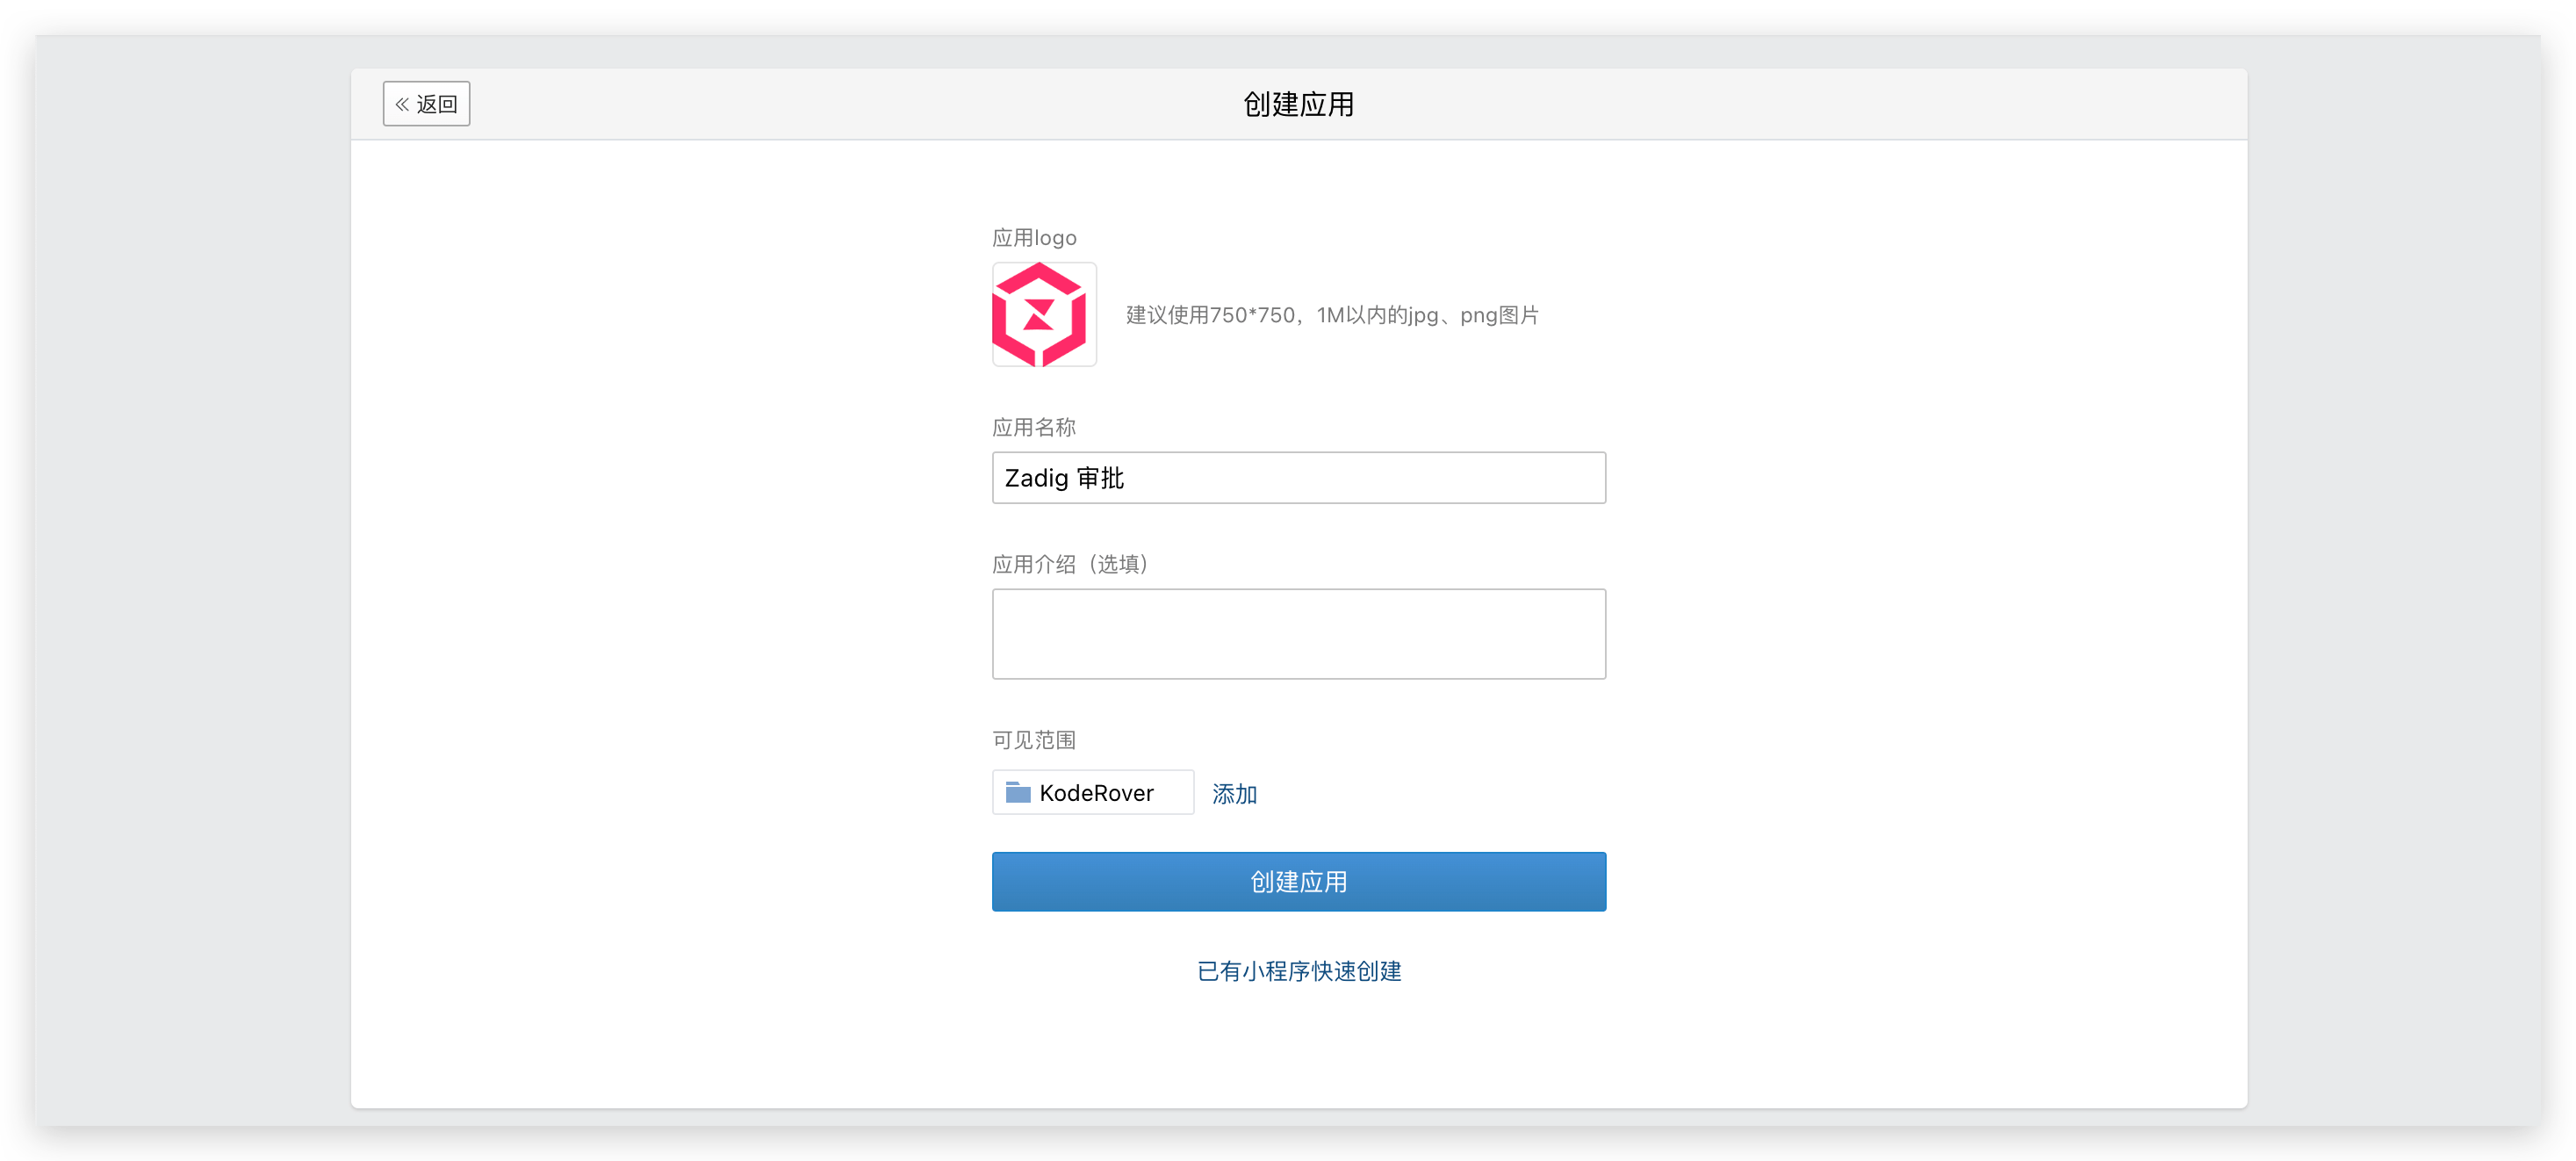 返回
创建应用
应用logo
建议使用750*750，1M以内的jpg、png图片
应用名称
Zadig 审批
应用介绍（选填）
可见范围
KodeRover 添加
创建应用
已有小程序快速创建